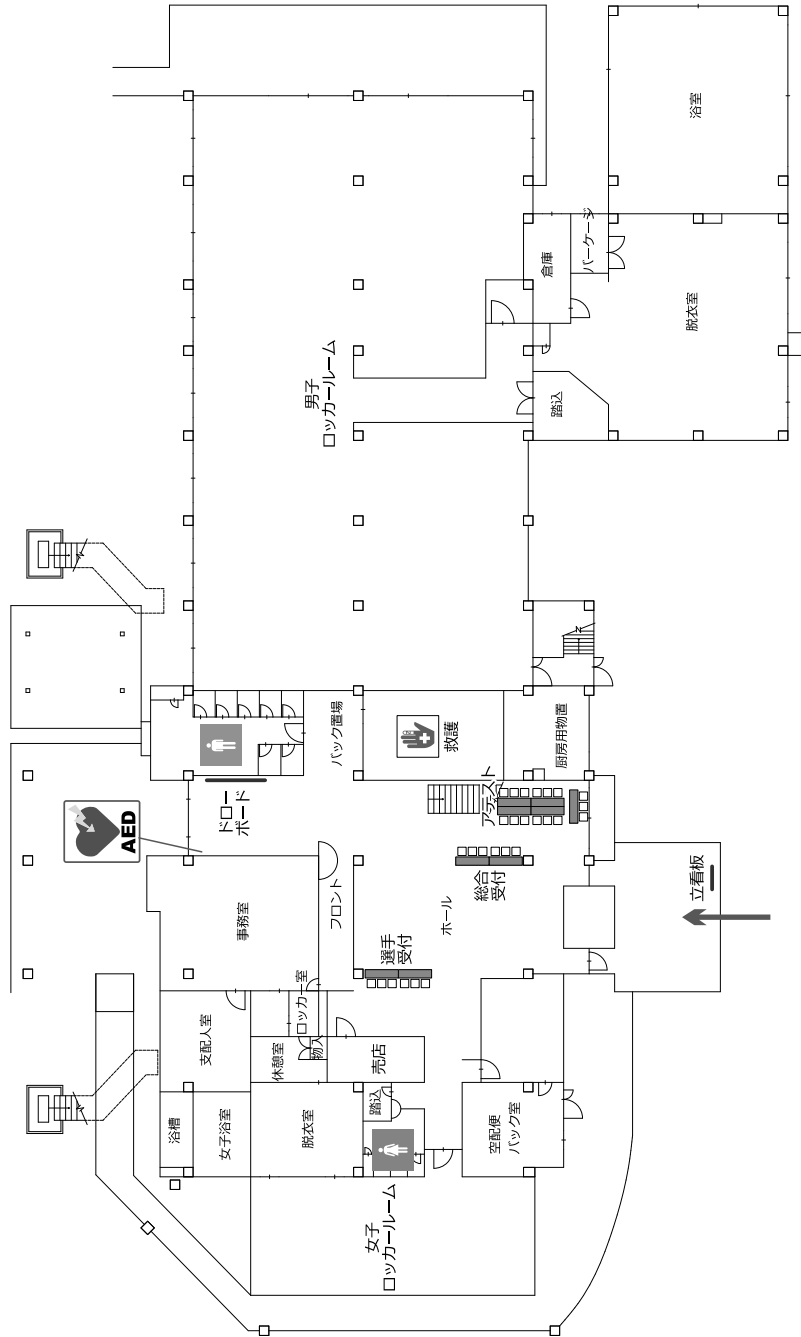 浴室
バーケージ
倉庫
脱衣室
踏込
男子
ロッカールーム
バック置場
救護
厨房用物置
ドロー
ボード
アテスト
AED
総合
受付
立看板
事務室
フロント
ホール
選手
受付
ロッカー室
支配人室
休憩室
物入
売店
浴槽
女子浴室
脱衣室
踏込
空配便
バック室
女子
ロッカールーム